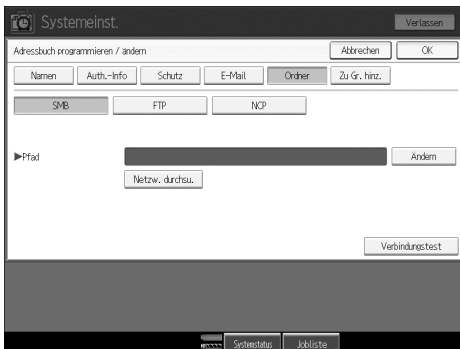 Systemeinst.
Verlassen
Adressbuch programmieren / ändern
Abbrechen
OK
Namen
Auth.-Info
Schutz
E-Mail
Ordner
Zu Gr. hinz.
SMB
FTP
NCP
▶Pfad
Ändern
Netzw. durchsu.
Verbindungstest
Systemstatus
Jobliste